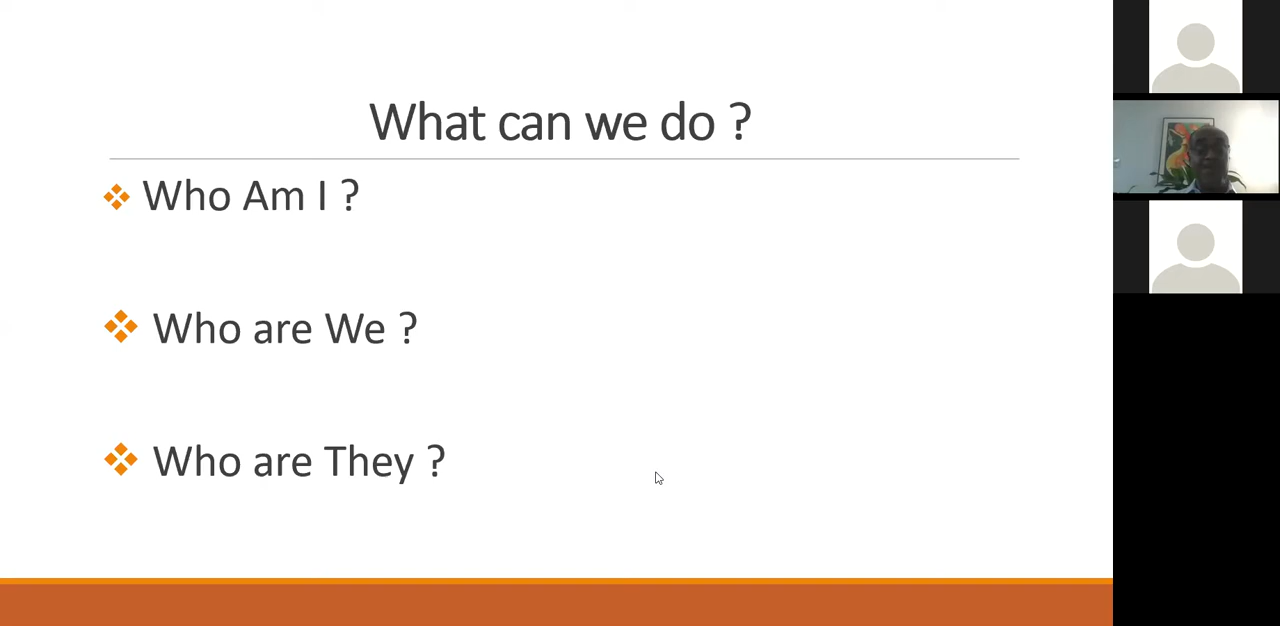 What can we do ?
Who Am I ?
Who are We ?
Who are They ?